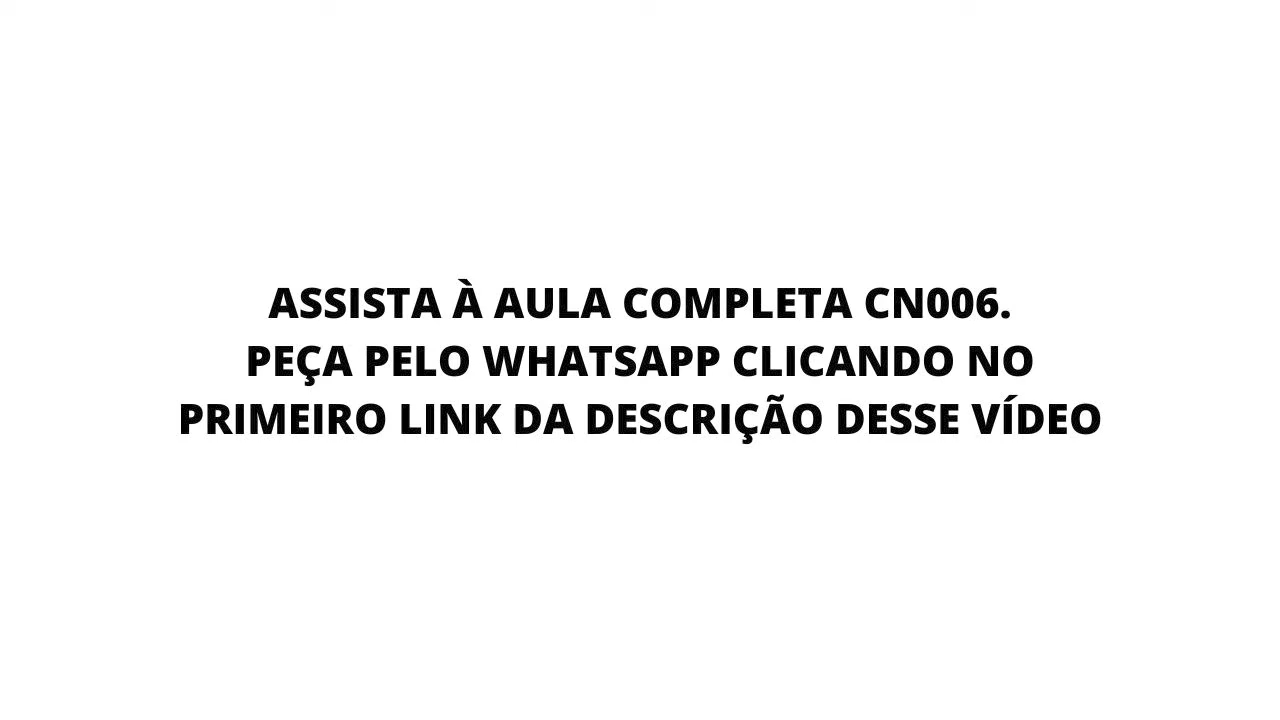 ASSISTA À AULA COMPLETA CN006.
PEÇA PELO WHATSAPP CLICANDO NO
PRIMEIRO LINK DA DESCRIÇÃO DESSE VÍDEO